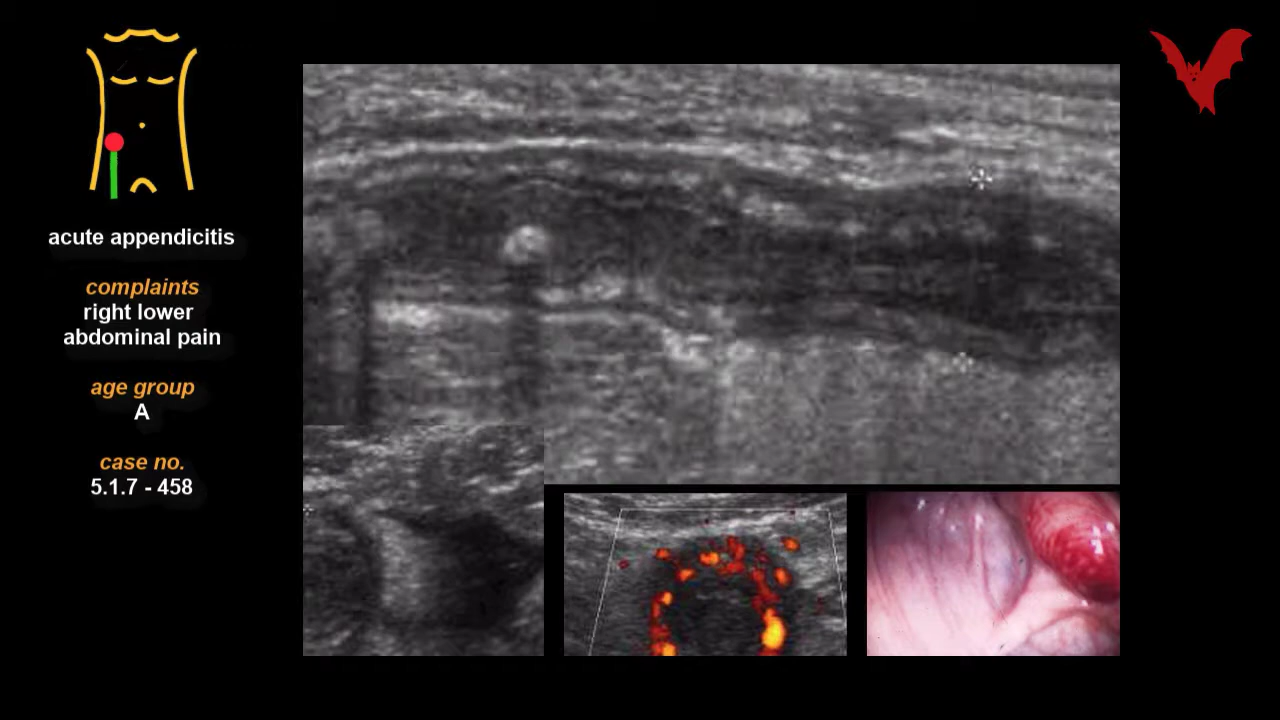 acute appendicitis
complaints
right lower
abdominal pain
age group
A
case no.
5.1.7 - 458